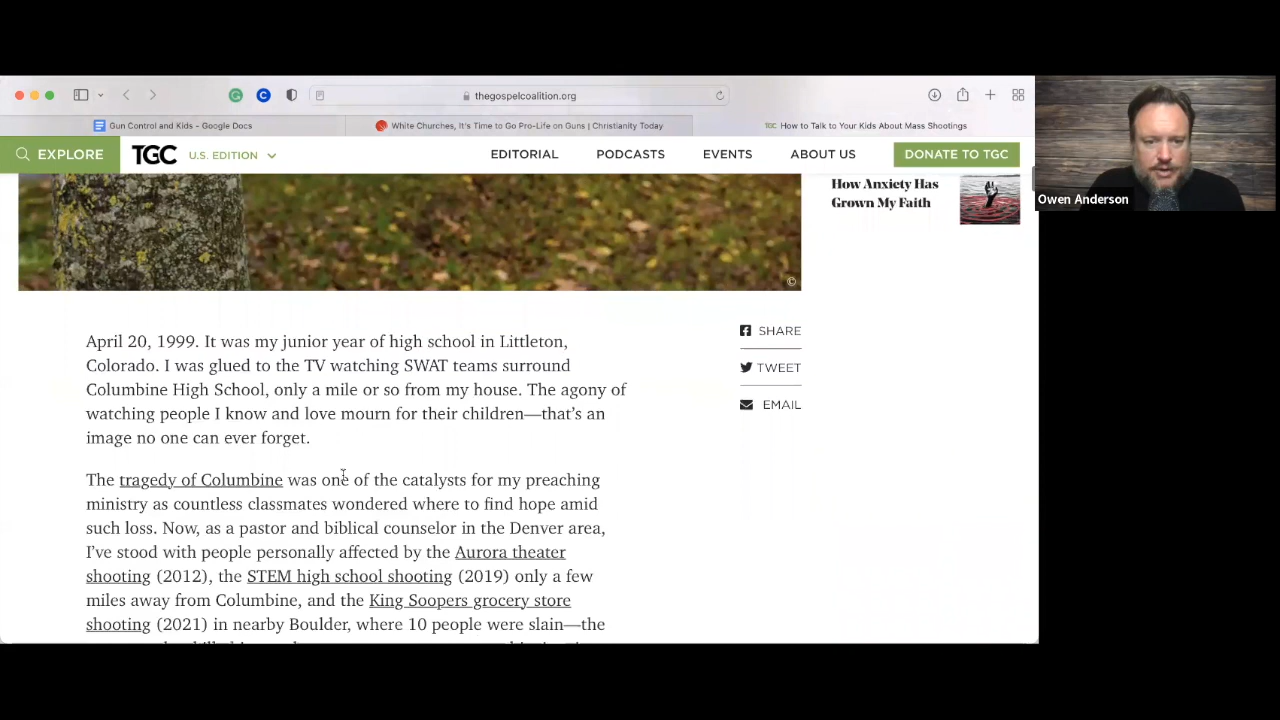 thegospelcoalition.org
Gun Control and Kids - Google Docs
White Churches, It's Time to Go Pro-Life on Guns | Christianity Today
TGC How to Talk to Your Kids About Mass Shootings
EXPLORE
TGC
U.S. EDITION
EDITORIAL
PODCASTS
EVENTS
ABOUT US
DONATE TO TGC
Owen Anderson
How Anxiety Has
Grown My Faith
©
April 20, 1999. It was my junior year of high school in Littleton,
Colorado. I was glued to the TV watching SWAT teams surround
Columbine High School, only a mile or so from my house. The agony of
watching people I know and love mourn for their children—that’s an
image no one can ever forget.
SHARE
TWEET
EMAIL
The tragedy of Columbine was one of the catalysts for my preaching
ministry as countless classmates wondered where to find hope amid
such loss. Now, as a pastor and biblical counselor in the Denver area,
I’ve stood with people personally affected by the Aurora theater
shooting (2012), the STEM high school shooting (2019) only a few
miles away from Columbine, and the King Soopers grocery store
shooting (2021) in nearby Boulder, where 10 people were slain—the